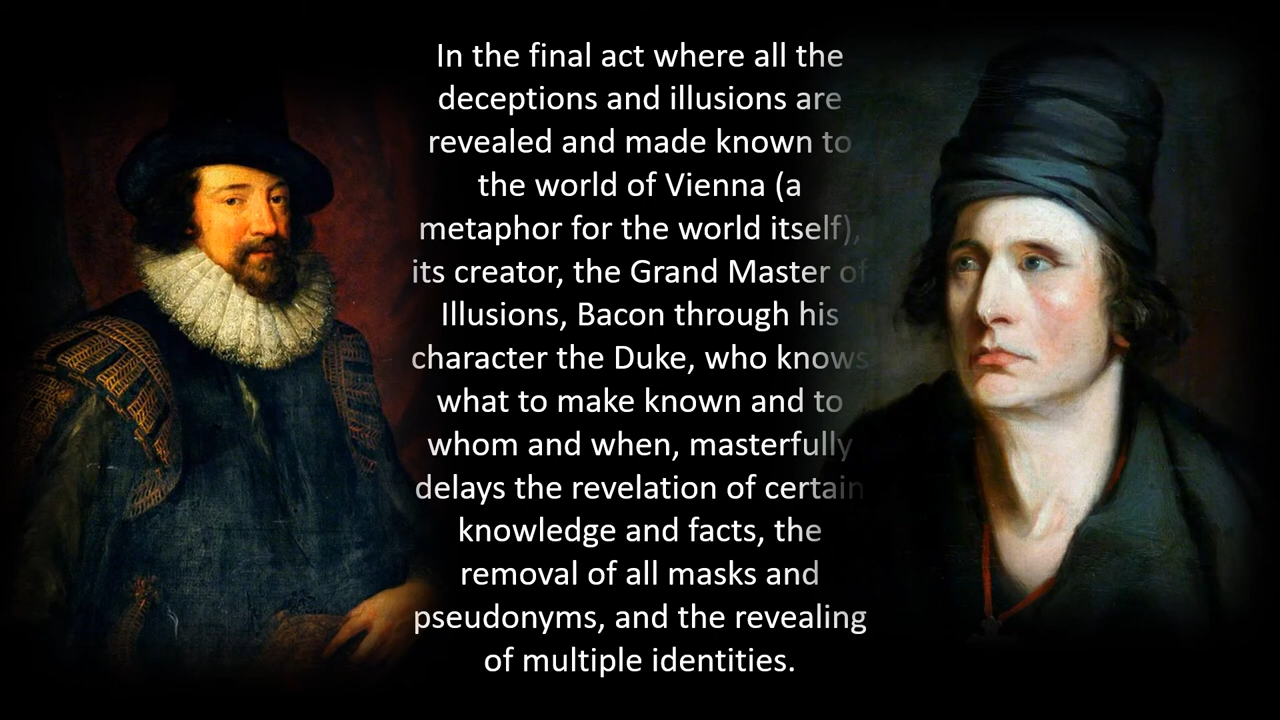 In the final act where all the
deceptions and illusions are
revealed and made known to
the world of Vienna (a
metaphor for the world itself),
its creator, the Grand Master of
Illusions, Bacon through his
character the Duke, who knows
what to make known and to
whom and when, masterfully
delays the revelation of certain
knowledge and facts, the
removal of all masks and
pseudonyms, and the revealing
of multiple identities.